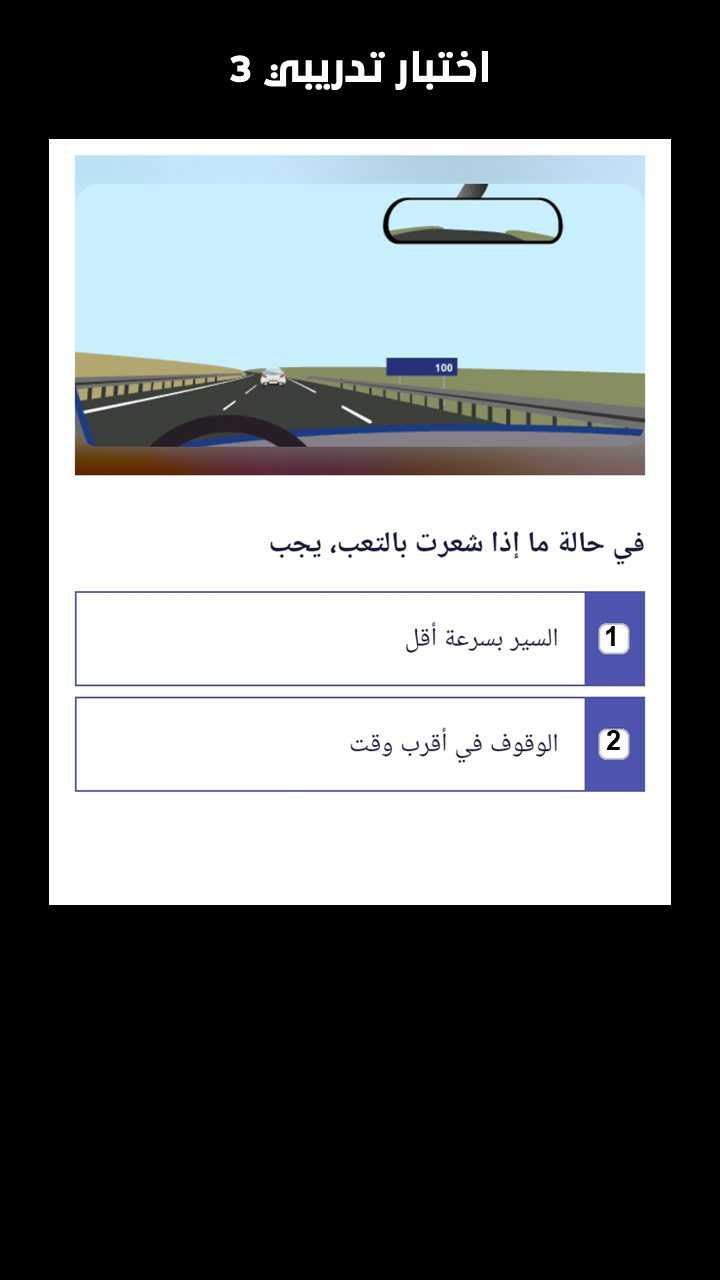 اختبار تدريبي 3
100
في حالة ما إذا شعرت بالتعب، يجب
1 السير بسرعة أقل
2 الوقوف في أقرب وقت